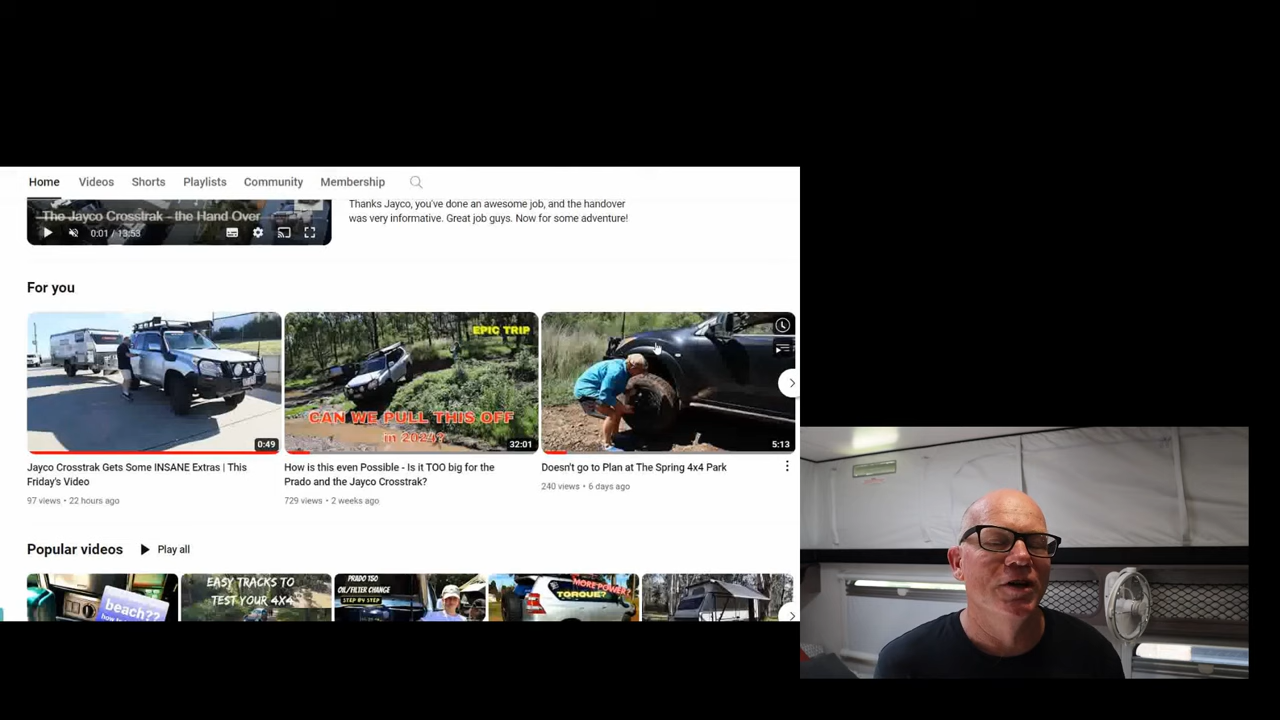 Home Videos Shorts Playlists Community Membership
The Jayco Crosstrak - the Hand Over
0:01 / 13:53
Thanks Jayco, you've done an awesome job, and the handover
was very informative. Great job guys. Now for some adventure!
For you
0:49
EPIC TRIP
CAN WE PULL THIS OFF
in 2024?
32:01
5:13
Jayco Crosstrak Gets Some INSANE Extras | This
Friday's Video
97 views • 22 hours ago
How is this even Possible - Is it TOO big for the
Prado and the Jayco Crosstrak?
729 views • 2 weeks ago
Doesn't go to Plan at The Spring 4x4 Park
240 views • 6 days ago
Popular videos Play all
beach??
EASY TRACKS TO
TEST YOUR 4X4
PRADO 150
OIL/FILTER CHANGE
STEP BY STEP
MORE POWER?
TORQUE?